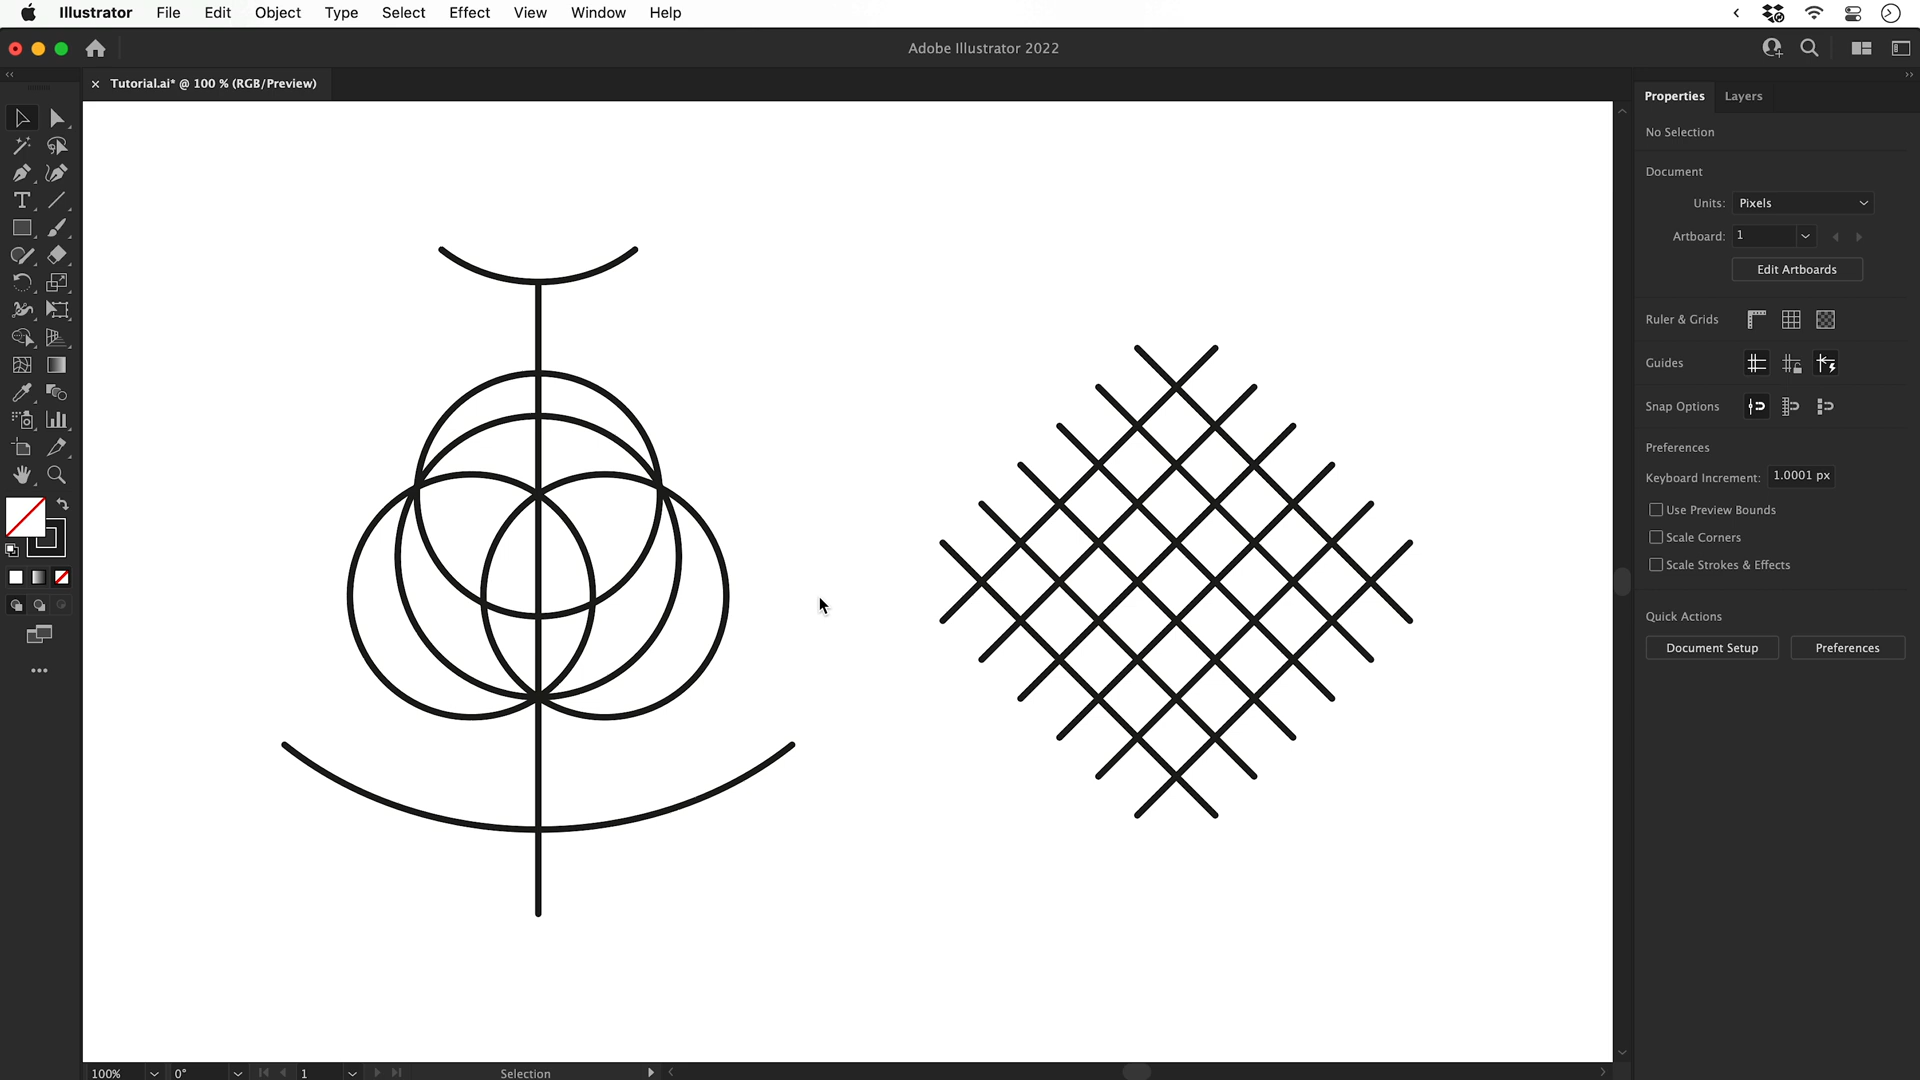 Illustrator File Edit Object Type Select Effect View Window Help
Adobe Illustrator 2022
Tutorial.ai* @ 100 % (RGB/Preview)
Properties Layers
No Selection
Document
Units: Pixels
Artboard: 1
Edit Artboards
Ruler & Grids
Guides
Snap Options
Preferences
Keyboard Increment: 1.0001 px
Use Preview Bounds
Scale Corners
Scale Strokes & Effects
Quick Actions
Document Setup Preferences
100% 0° 1 Selection